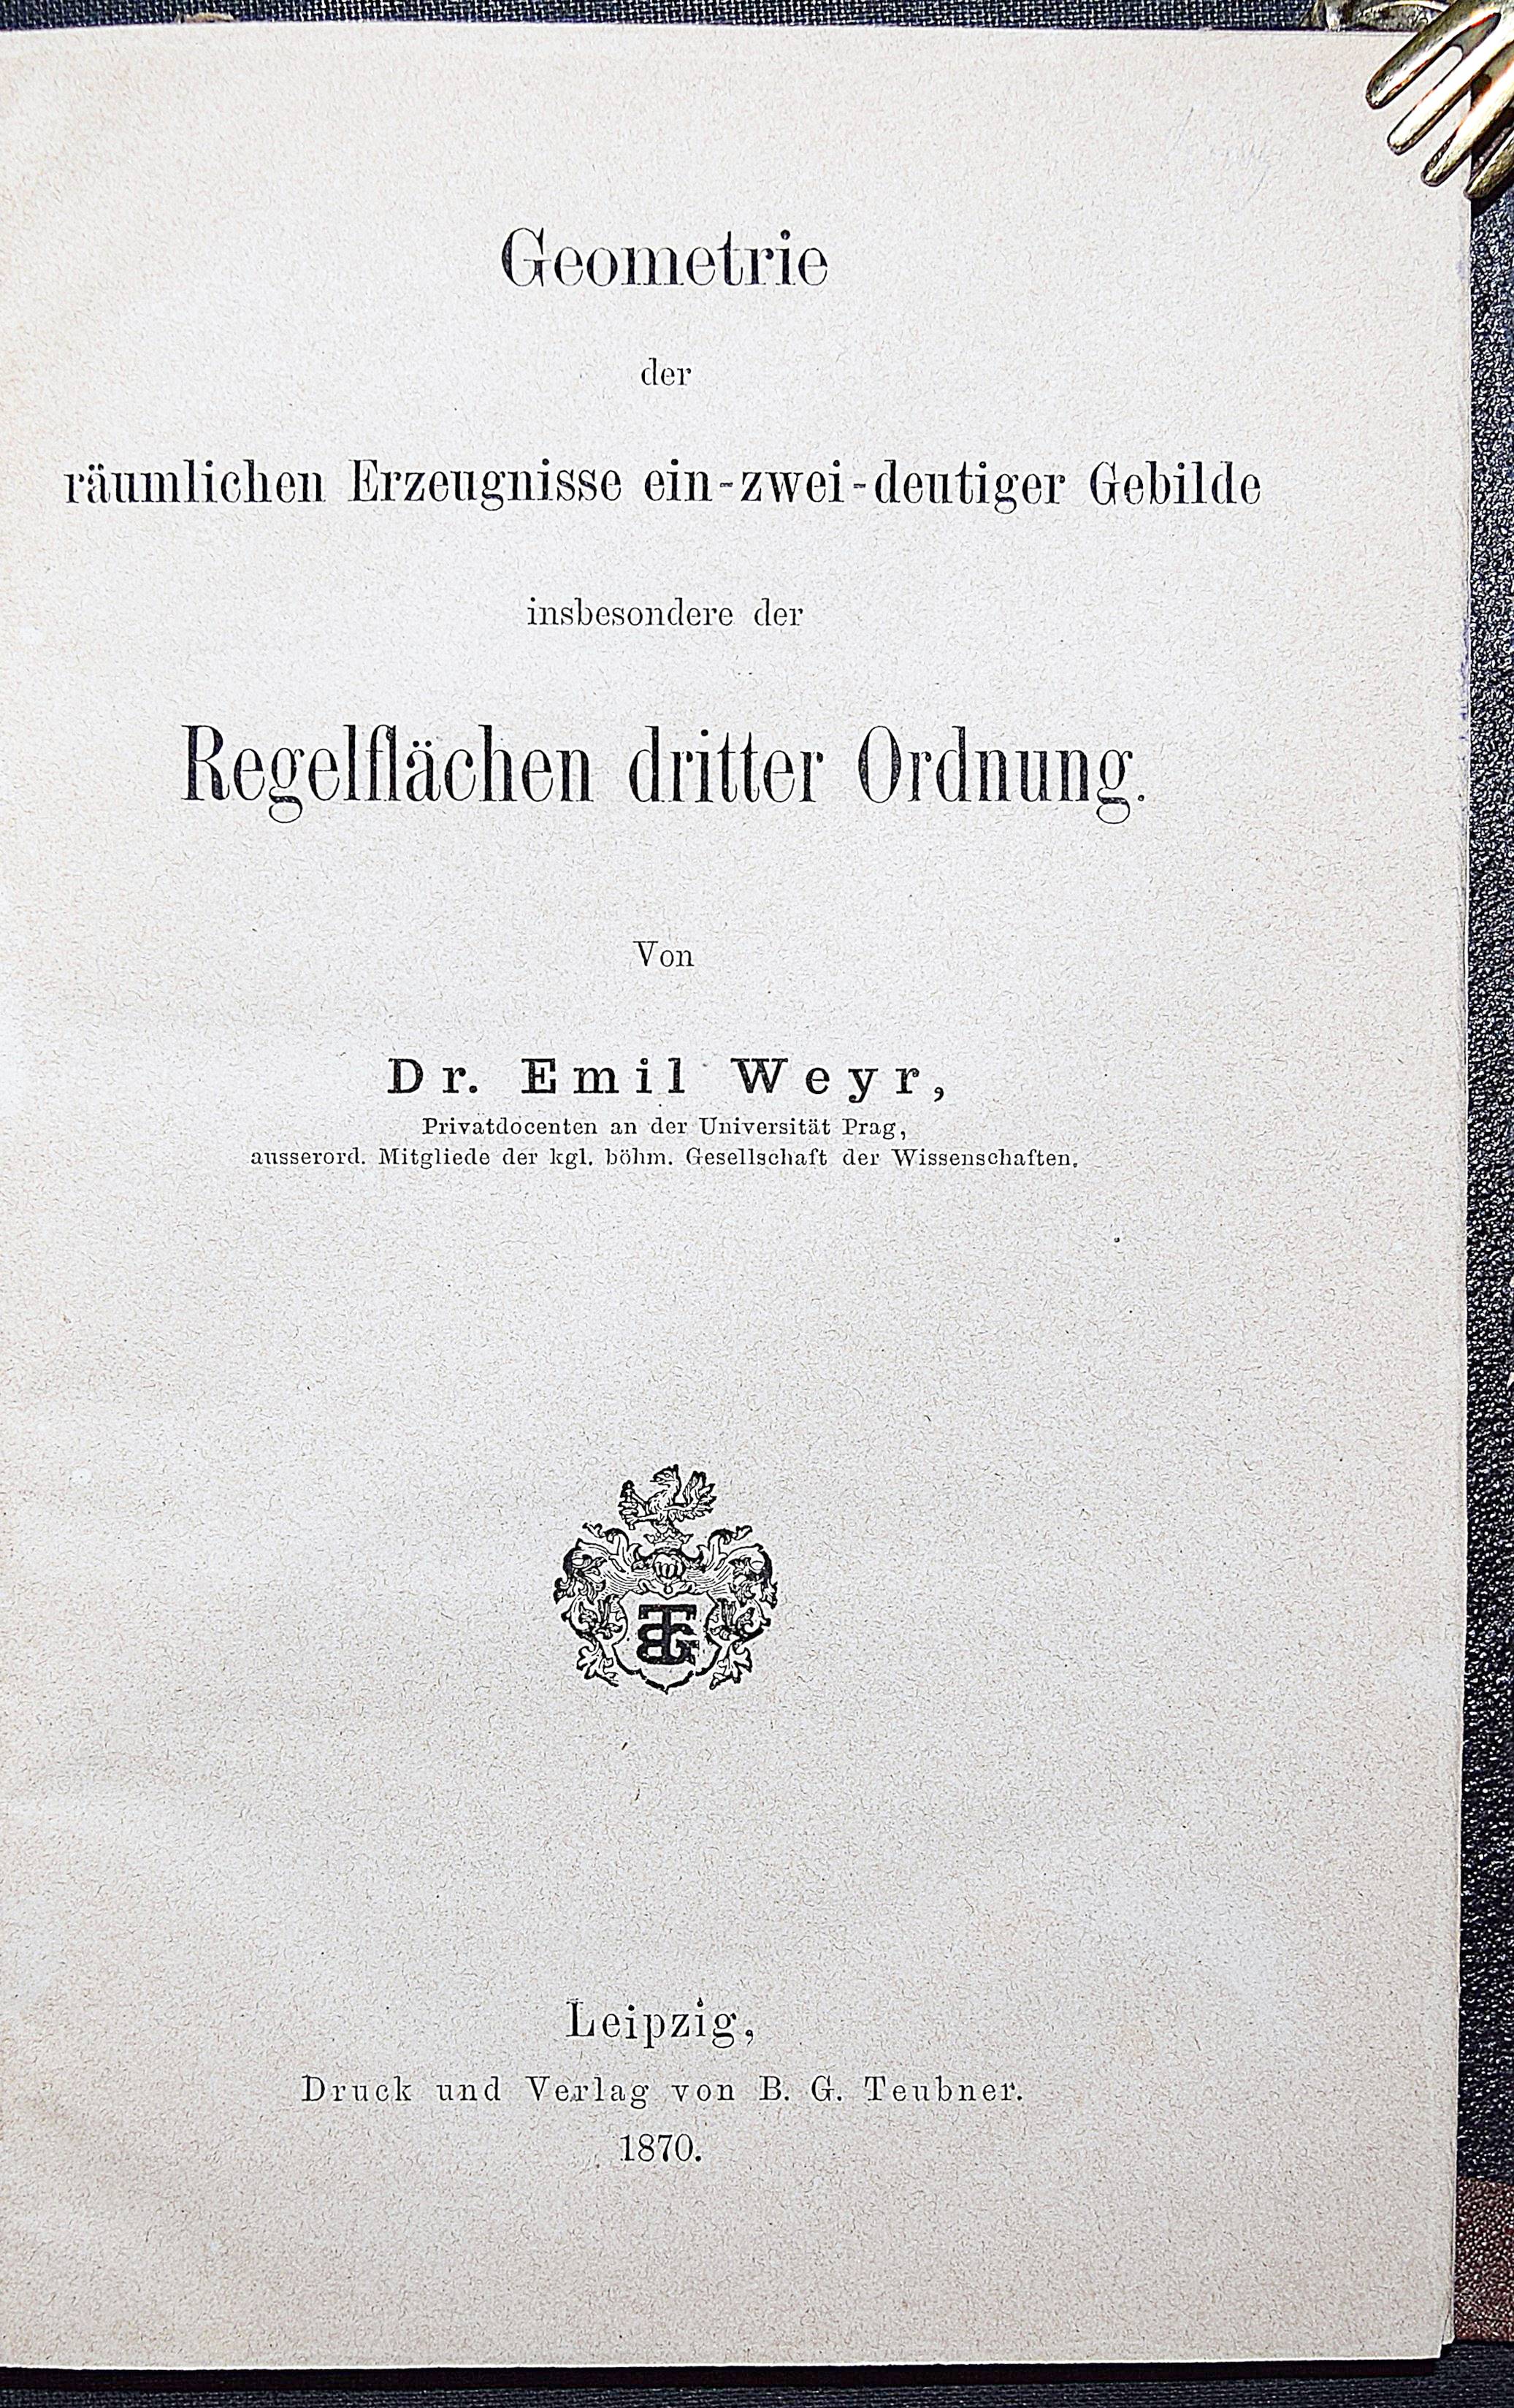 Geometrie
der
räumlichen Erzeugnisse ein-zwei-deutiger Gebilde
insbesondere der
Regelflächen dritter Ordnung.
Von
Dr. Emil Weyr,
Privatdocenten an der Universität Prag,
ausserord. Mitgliede der kgl. böhm. Gesellschaft der Wissenschaften.
BTG
Leipzig,
Druck und Verlag von B. G. Teubner.
1870.